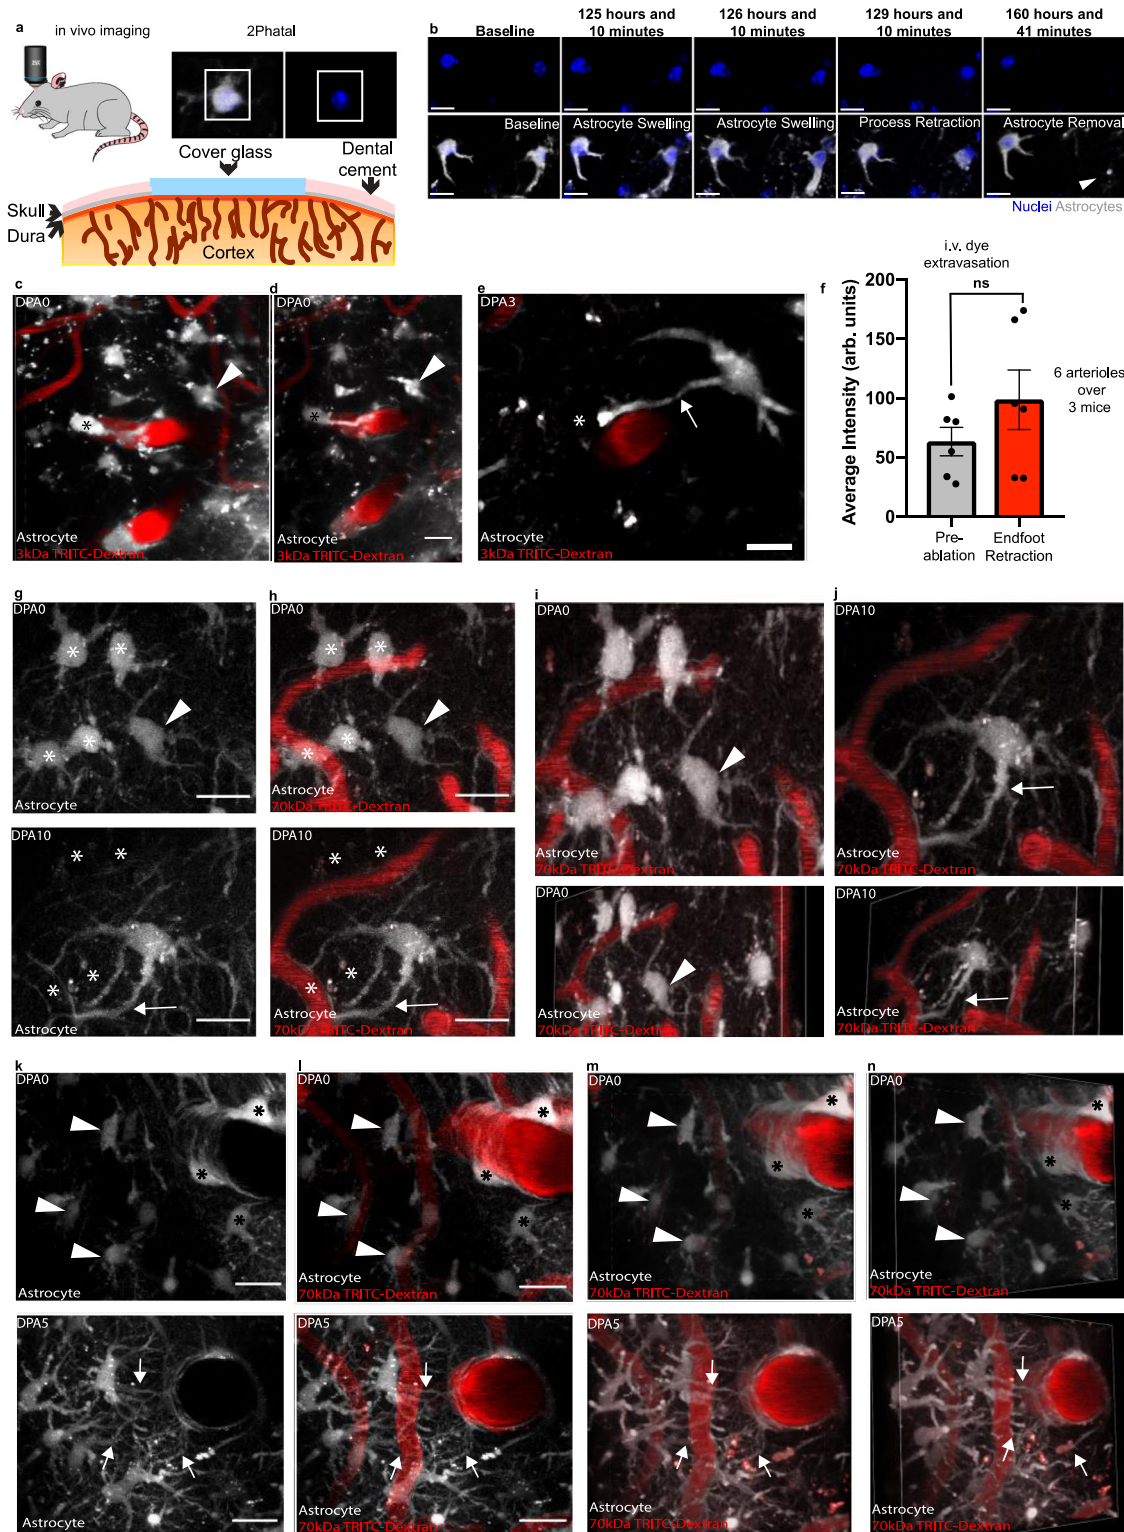 a
in vivo imaging
2Phatal
Cover glass
Dental
cement
Skull
Dura
Cortex
b
Baseline
125 hours and
10 minutes
126 hours and
10 minutes
129 hours and
10 minutes
160 hours and
41 minutes
Baseline
Astrocyte Swelling
Astrocyte Swelling
Process Retraction
Astrocyte Removal
Nuclei Astrocytes
c
DPA0
*
Astrocyte
3kDa TRITC-Dextran
d
DPA0
*
Astrocyte
3kDa TRITC-Dextran
e
DPA3
*
Astrocyte
3kDa TRITC-Dextran
f
i.v. dye
extravasation
ns
Average Intensity (arb. units)
200
150
100
50
0
Pre-
ablation
Endfoot
Retraction
6 arterioles
over
3 mice
g
DPA0
* *
* *
Astrocyte
DPA10
* *
* *
Astrocyte
h
DPA0
* *
* *
Astrocyte
70kDa TRITC-Dextran
DPA10
* *
* *
Astrocyte
70kDa TRITC-Dextran
i
DPA0
Astrocyte
70kDa TRITC-Dextran
DPA0
Astrocyte
70kDa TRITC-Dextran
j
DPA10
Astrocyte
70kDa TRITC-Dextran
DPA10
Astrocyte
70kDa TRITC-Dextran
k
DPA0
*
*
*
Astrocyte
DPA5
Astrocyte
l
DPA0
*
*
*
Astrocyte
70kDa TRITC-Dextran
DPA5
Astrocyte
70kDa TRITC-Dextran
m
DPA0
*
*
*
Astrocyte
70kDa TRITC-Dextran
DPA5
Astrocyte
70kDa TRITC-Dextran
n
DPA0
*
*
*
Astrocyte
70kDa TRITC-Dextran
DPA5
Astrocyte
70kDa TRITC-Dextran